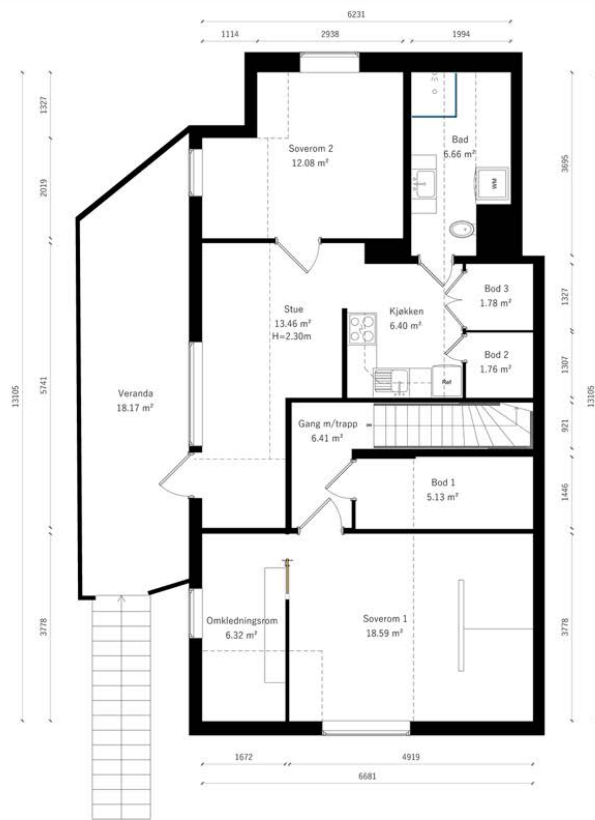 6231
1114
2938
1994
1327
2019
5741
3778
13105
Soverom 2
12.08 m²
Bad
6.66 m²
WM
3695
Stue
13.46 m²
H=2.30m
Kjøkken
6.40 m²
Bod 3
1.78 m²
1327
Bod 2
1.76 m²
1307
Ref
13105
Veranda
18.17 m²
Gang m/trapp
6.41 m²
921
Bod 1
5.13 m²
1446
Omkledningsrom
6.32 m²
Soverom 1
18.59 m²
3778
1672
4919
6681